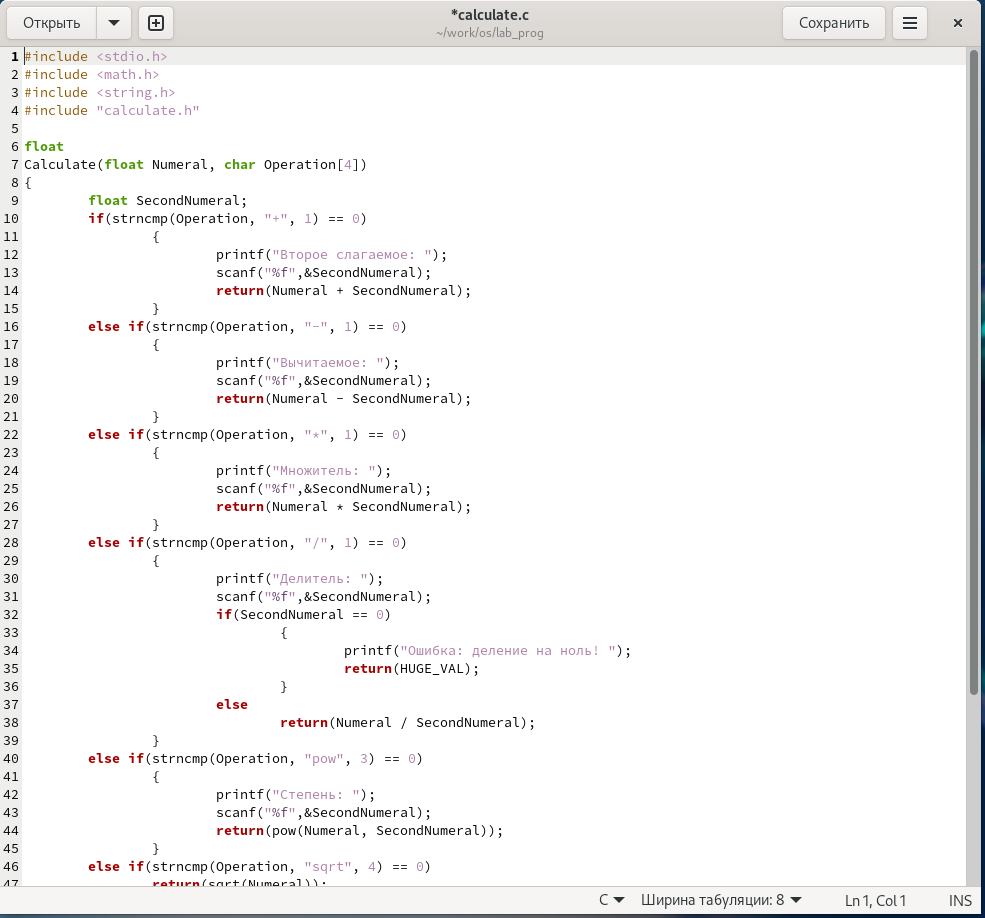 Открыть
*calculate.c
~/work/os/lab_prog
Сохранить
1 #include <stdio.h>
2 #include <math.h>
3 #include <string.h>
4 #include "calculate.h"
5
6 float
7 Calculate(float Numeral, char Operation[4])
8 {
9 float SecondNumeral;
10 if(strncmp(Operation, "+", 1) == 0)
11 {
12 printf("Второе слагаемое: ");
13 scanf("%f",&SecondNumeral);
14 return(Numeral + SecondNumeral);
15 }
16 else if(strncmp(Operation, "-", 1) == 0)
17 {
18 printf("Вычитаемое: ");
19 scanf("%f",&SecondNumeral);
20 return(Numeral - SecondNumeral);
21 }
22 else if(strncmp(Operation, "*", 1) == 0)
23 {
24 printf("Множитель: ");
25 scanf("%f",&SecondNumeral);
26 return(Numeral * SecondNumeral);
27 }
28 else if(strncmp(Operation, "/", 1) == 0)
29 {
30 printf("Делитель: ");
31 scanf("%f",&SecondNumeral);
32 if(SecondNumeral == 0)
33 {
34 printf("Ошибка: деление на ноль! ");
35 return(HUGE_VAL);
36 }
37 else
38 return(Numeral / SecondNumeral);
39 }
40 else if(strncmp(Operation, "pow", 3) == 0)
41 {
42 printf("Степень: ");
43 scanf("%f",&SecondNumeral);
44 return(pow(Numeral, SecondNumeral));
45 }
46 else if(strncmp(Operation, "sqrt", 4) == 0)
47 return(sqrt(Numeral));
C Ширина табуляции: 8 Ln 1, Col 1 INS